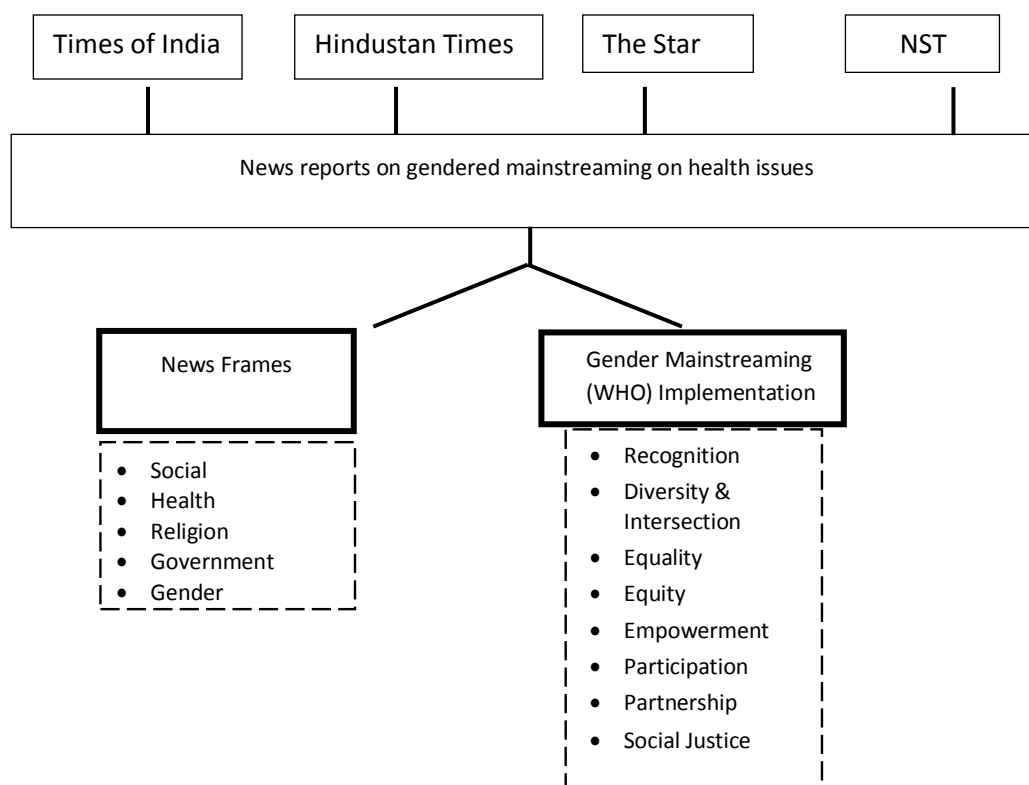 Times of India
Hindustan Times
The Star
NST
News reports on gendered mainstreaming on health issues
News Frames
• Social
• Health
• Religion
• Government
• Gender
Gender Mainstreaming
(WHO) Implementation
• Recognition
• Diversity &
Intersection
• Equality
• Equity
• Empowerment
• Participation
• Partnership
• Social Justice